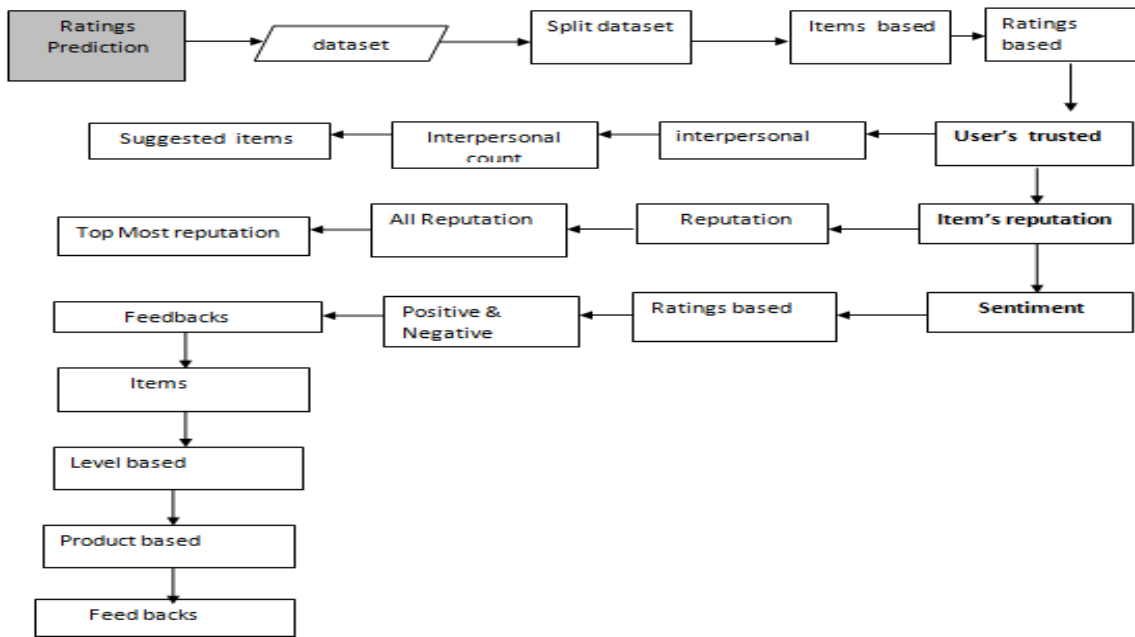 Ratings
Prediction
dataset
Split dataset
Items based
Ratings
based
Suggested items
Interpersonal
count
interpersonal
User's trusted
Top Most reputation
All Reputation
Reputation
Item's reputation
Feedbacks
Positive &
Negative
Ratings based
Sentiment
Items
Level based
Product based
Feed backs